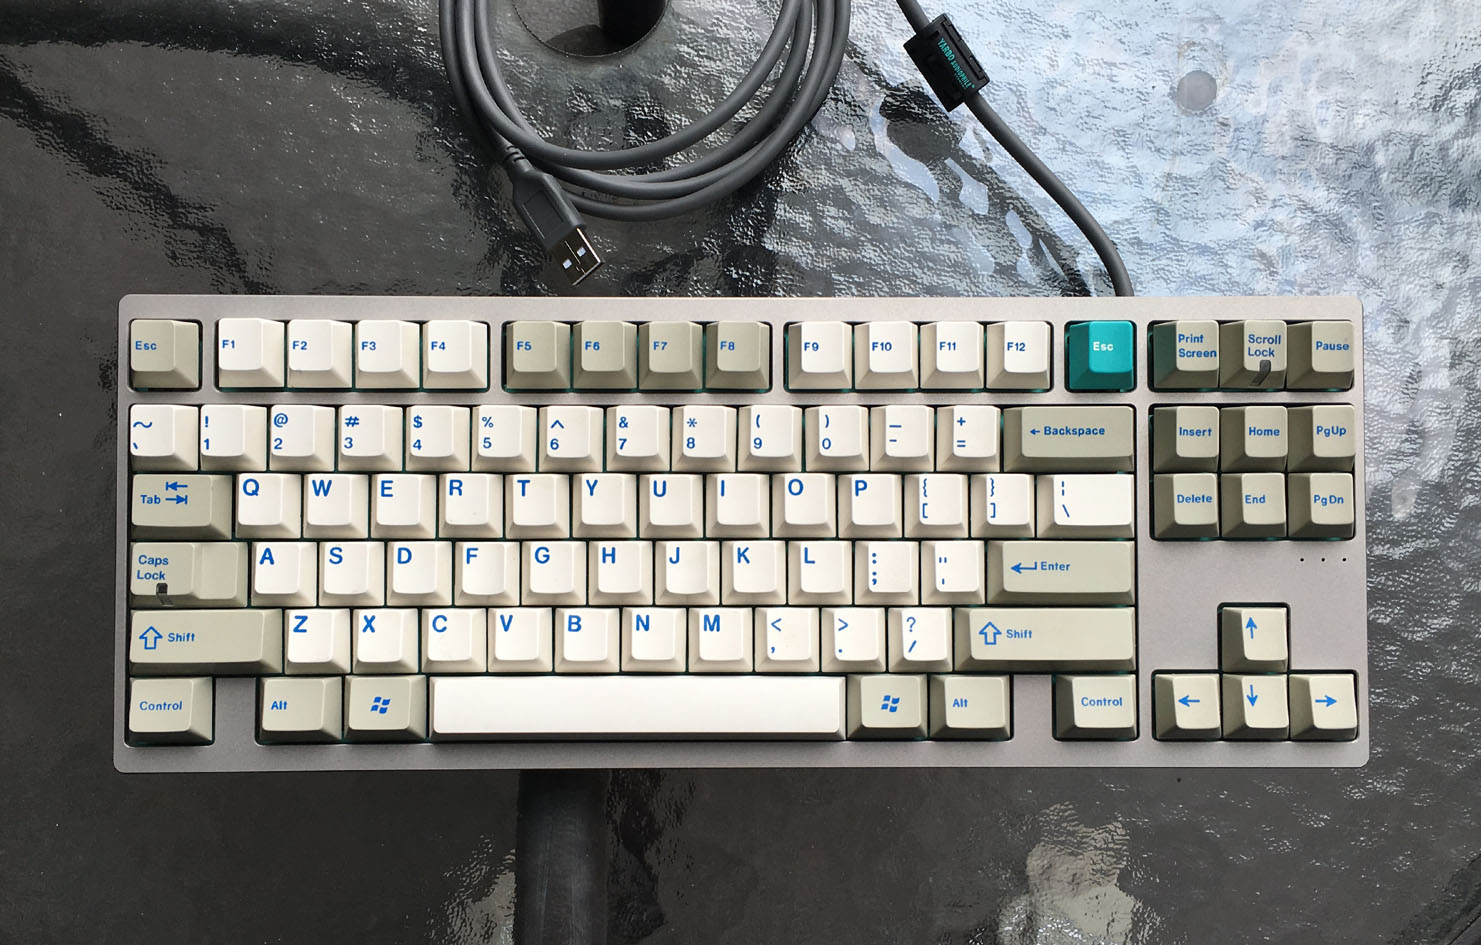 YARBO AUDIOPHILE
Esc F1 F2 F3 F4 F5 F6 F7 F8 F9 F10 F11 F12 Esc Print Screen Scroll Lock Pause
~ ! @ # $ % ^ & * ( ) — +
` 1 2 3 4 5 6 7 8 9 0 - = ← Backspace Insert Home PgUp
Tab Q W E R T Y U I O P { [ } ] ¦ \ Delete End PgDn
Caps Lock A S D F G H J K L : ; " ' ↵ Enter
⇧ Shift Z X C V B N M < , > . ? / ⇧ Shift ↑
Control Alt Alt Control ← ↓ →